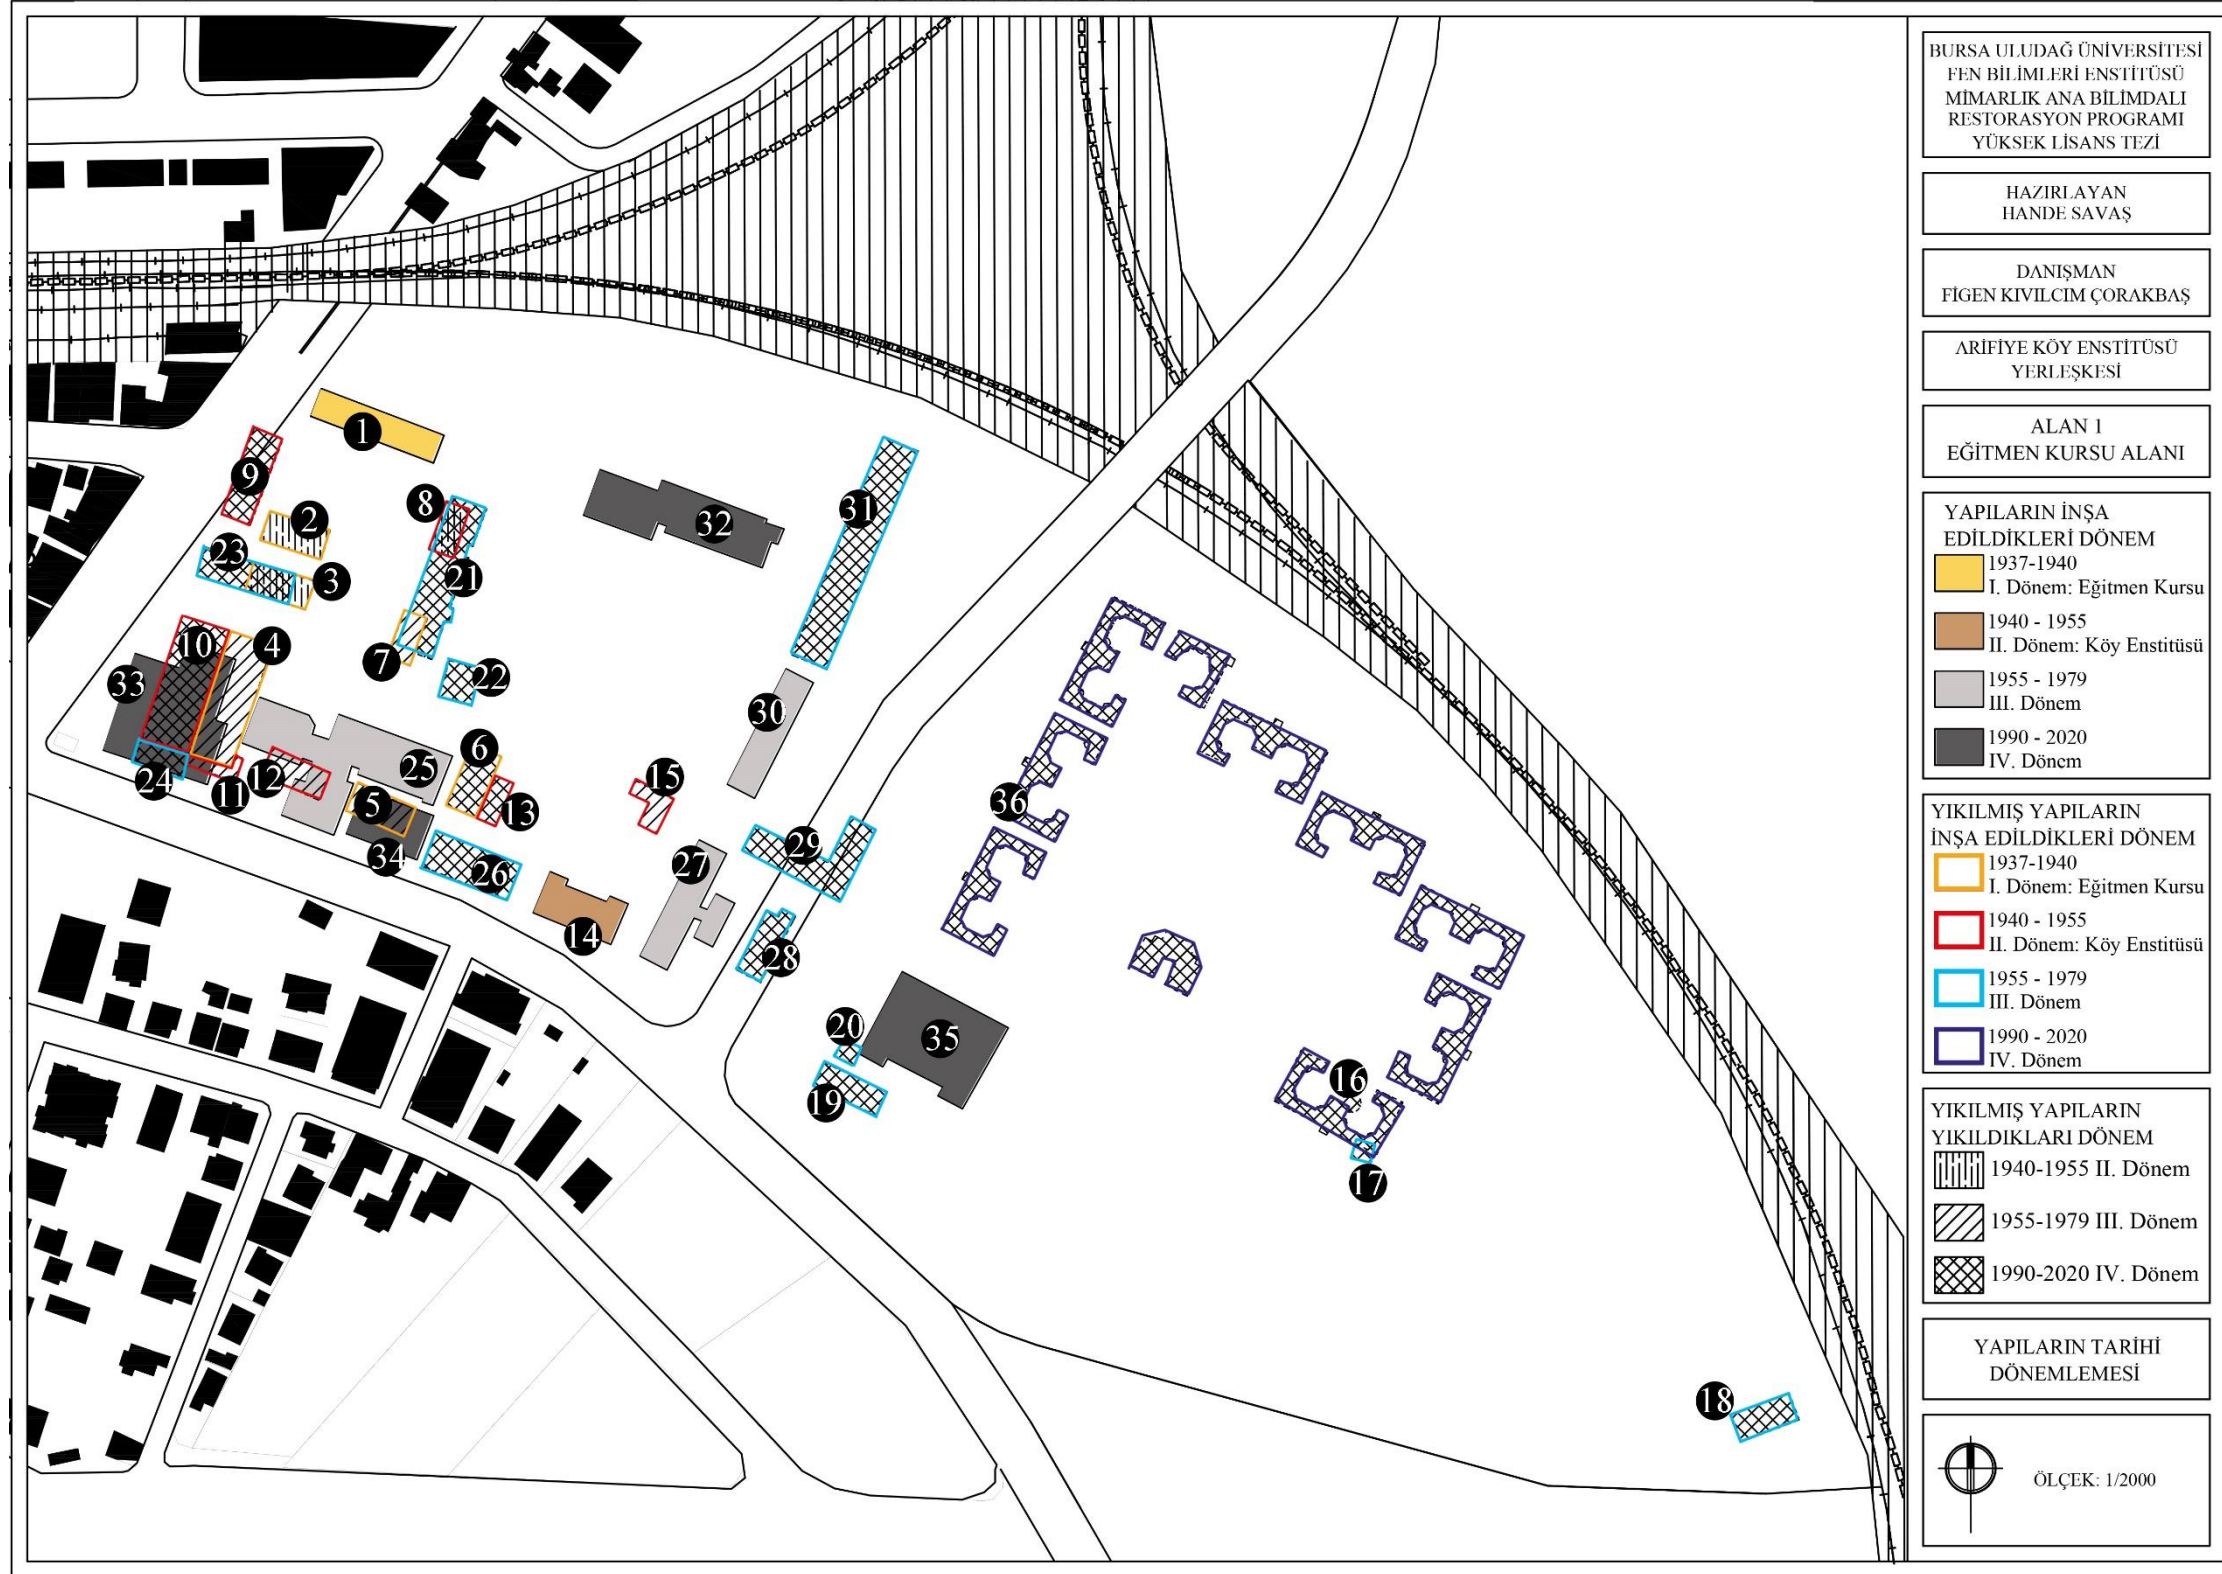 BURSA ULUDAĞ ÜNİVERSİTESİ
FEN BİLİMLERİ ENSTİTÜSÜ
MİMARLIK ANA BİLİMDALI
RESTORASYON PROGRAMI
YÜKSEK LİSANS TEZİ
HAZIRLAYAN
HANDE SAVAŞ
DANIŞMAN
FİGEN KIVILCIM ÇORAKBAŞ
ARİFİYE KÖY ENSTİTÜSÜ
YERLEŞKESİ
ALAN 1
EĞİTMEN KURSU ALANI
YAPILARIN İNŞA
EDİLDİKLERİ DÖNEM
1937-1940
I. Dönem: Eğitmen Kursu
1940 - 1955
II. Dönem: Köy Enstitüsü
1955 - 1979
III. Dönem
1990 - 2020
IV. Dönem
YIKILMIŞ YAPILARIN
İNŞA EDİLDİKLERİ DÖNEM
1937-1940
I. Dönem: Eğitmen Kursu
1940 - 1955
II. Dönem: Köy Enstitüsü
1955 - 1979
III. Dönem
1990 - 2020
IV. Dönem
YIKILMIŞ YAPILARIN
YIKILDIKLARI DÖNEM
1940-1955 II. Dönem
1955-1979 III. Dönem
1990-2020 IV. Dönem
YAPILARIN TARİHİ
DÖNEMLEMESİ
ÖLÇEK: 1/2000
1
9
8
2
32
31
23
3
21
10
4
7
22
33
30
6
25
12
24
11
15
5
13
36
34
29
27
26
14
28
20
35
19
16
17
18